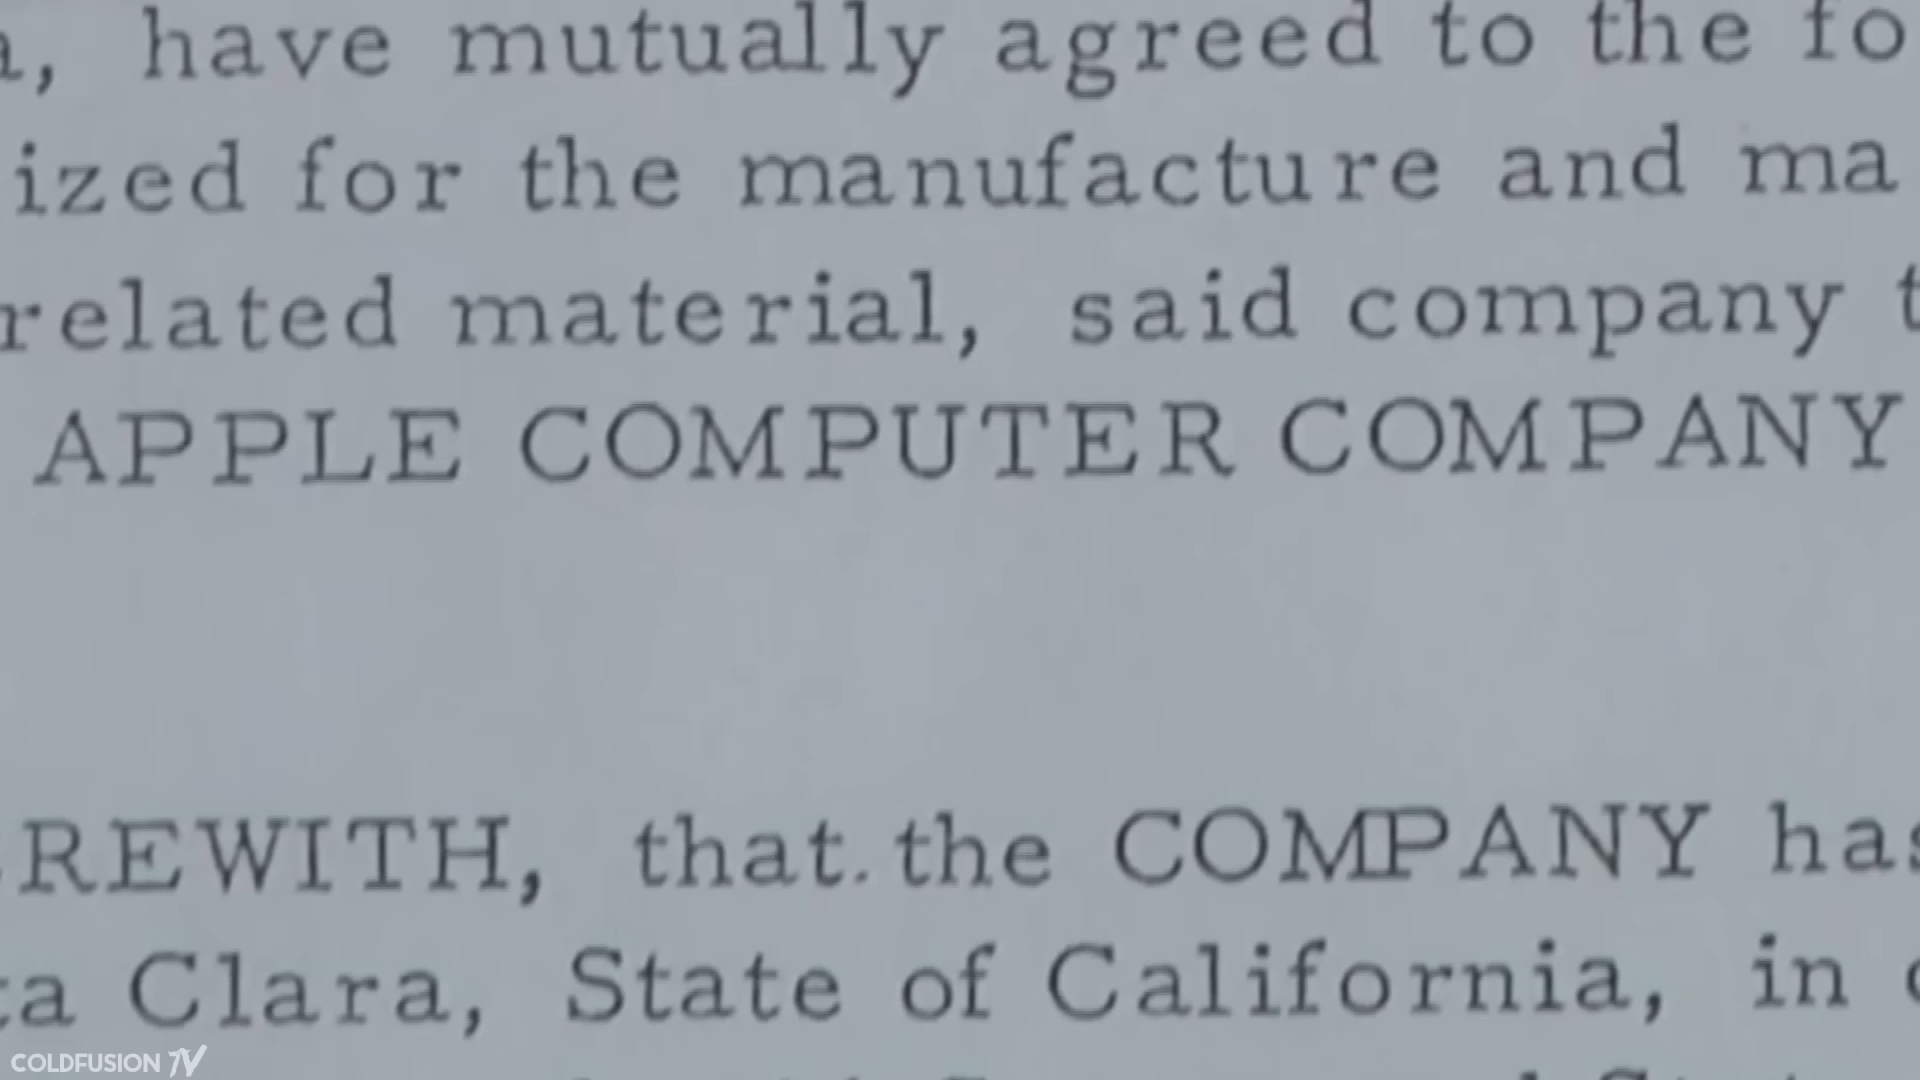 , have mutually agreed to the fo
ized for the manufacture and ma
related material, said company t
APPLE COMPUTER COMPANY
REWITH, that. the COMPANY has
ta Clara, State of California, in
COLDFUSION TV